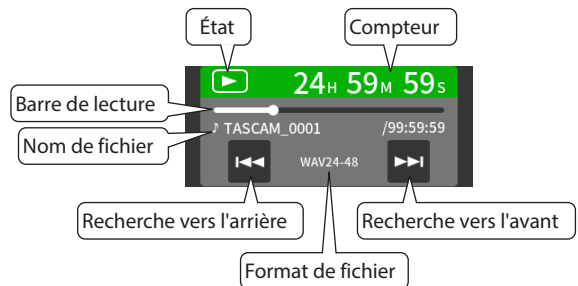 État
Compteur
24H 59M 59S
Barre de lecture
♪ TASCAM_0001 /99:59:59
Nom de fichier
WAV24-48
Recherche vers l'arrière
Recherche vers l'avant
Format de fichier